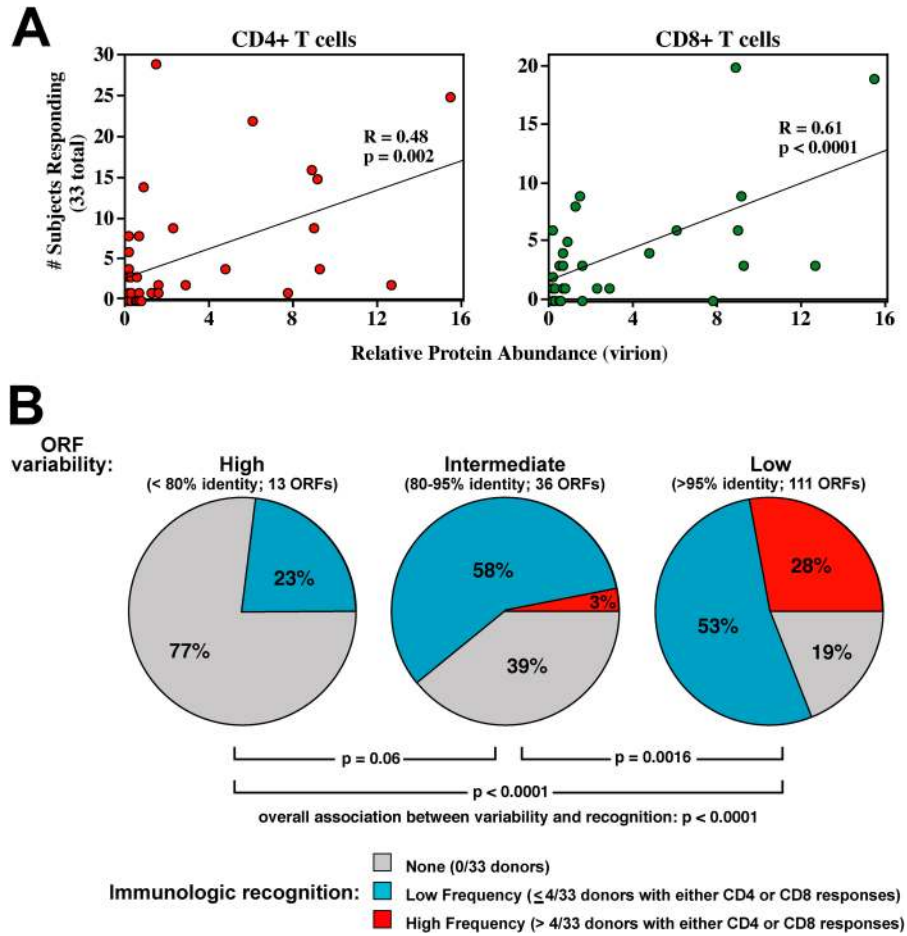 A
CD4+ T cells
CD8+ T cells
# Subjects Responding
(33 total)
30
25
20
15
10
5
0
R = 0.48
p = 0.002
0
4
8
12
16
20
15
10
5
0
R = 0.61
p < 0.0001
0
4
8
12
16
Relative Protein Abundance (virion)
B
ORF
variability:
High
(< 80% identity; 13 ORFs)
Intermediate
(80-95% identity; 36 ORFs)
Low
(>95% identity; 111 ORFs)
23%
77%
58%
3%
39%
28%
53%
19%
p = 0.06
p = 0.0016
p < 0.0001
overall association between variability and recognition: p < 0.0001
Immunologic recognition:
None (0/33 donors)
Low Frequency (≤ 4/33 donors with either CD4 or CD8 responses)
High Frequency (> 4/33 donors with either CD4 or CD8 responses)